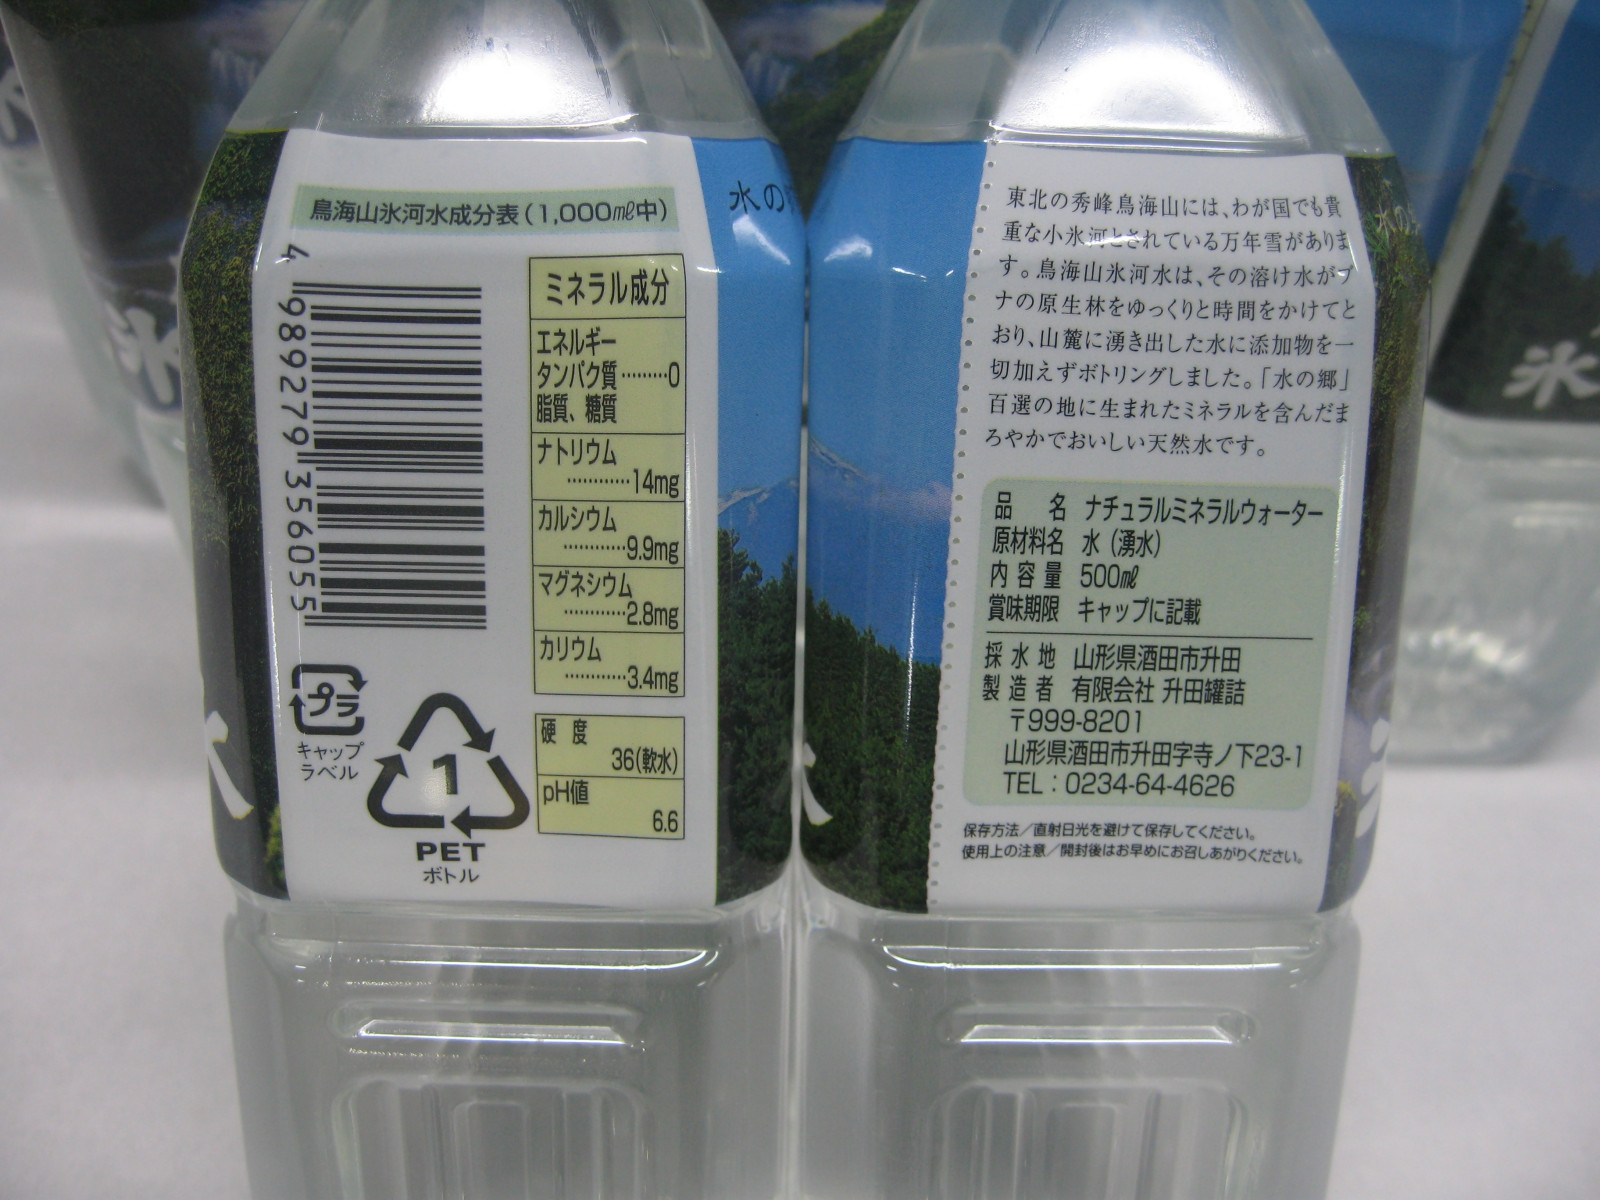 鳥海山氷河水成分表(1,000㎖中)
4 989279 356055
ミネラル成分
エネルギー
タンパク質………0
脂質、糖質
ナトリウム
…………14mg
カルシウム
…………9.9mg
マグネシウム
…………2.8mg
カリウム
…………3.4mg
硬 度
36(軟水)
pH値
6.6
プラ
キャップ
ラベル
1
PET
ボトル
水の
東北の秀峰鳥海山には、わが国でも貴
重な小氷河とされている万年雪がありま
す。鳥海山氷河水は、その溶け水がブ
ナの原生林をゆっくりと時間をかけてと
おり、山麓に湧き出した水に添加物を一
切加えずボトリングしました。「水の郷」
百選の地に生まれたミネラルを含んだま
ろやかでおいしい天然水です。
品 名 ナチュラルミネラルウォーター
原材料名 水(湧水)
内容量 500㎖
賞味期限 キャップに記載
採水地 山形県酒田市升田
製造者 有限会社 升田罐詰
〒999-8201
山形県酒田市升田字寺ノ下23-1
TEL:0234-64-4626
保存方法/直射日光を避けて保存してください。
使用上の注意/開封後はお早めにお召しあがりください。
氷
氷